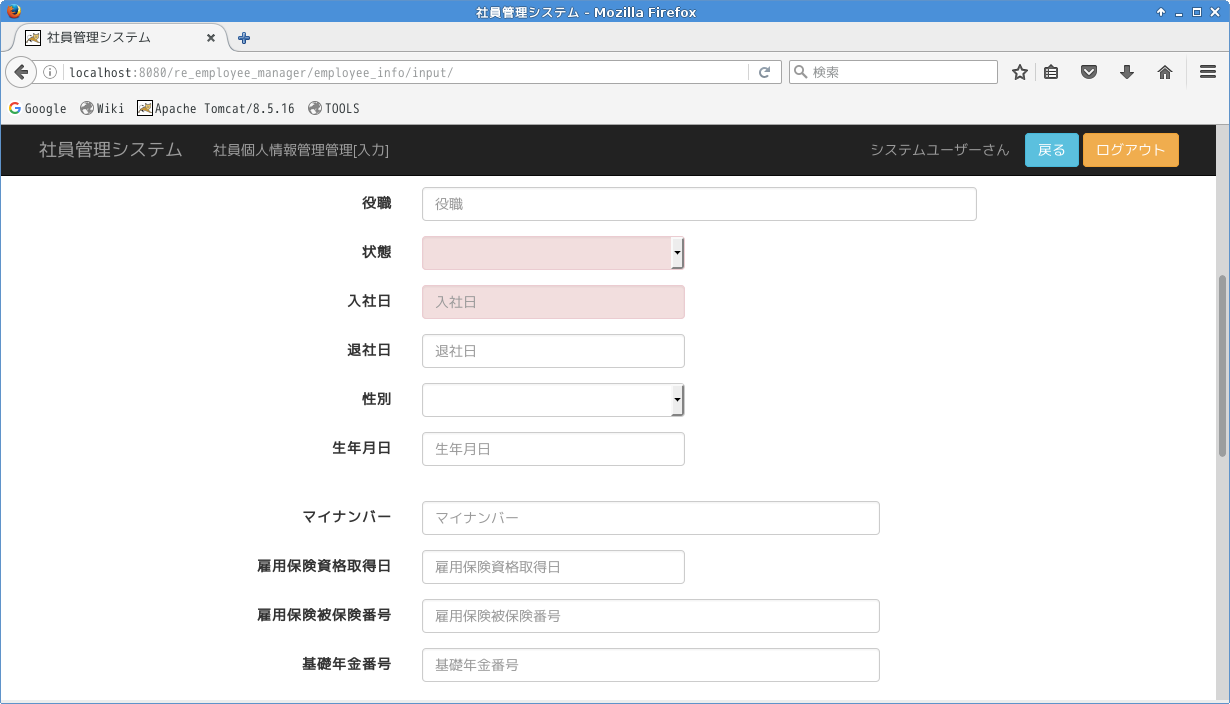 社員管理システム - Mozilla Firefox
社員管理システム
localhost:8080/re_employee_manager/employee_info/input/
検索
Google Wiki Apache Tomcat/8.5.16 TOOLS
社員管理システム 社員個人情報管理管理[入力] システムユーザーさん 戻る ログアウト
役職 役職
状態
入社日 入社日
退社日 退社日
性別
生年月日 生年月日
マイナンバー マイナンバー
雇用保険資格取得日 雇用保険資格取得日
雇用保険被保険番号 雇用保険被保険番号
基礎年金番号 基礎年金番号